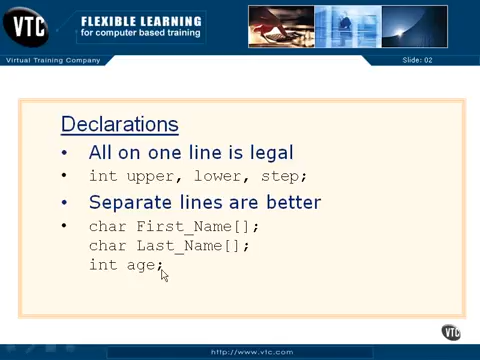 VTC
FLEXIBLE LEARNING
for computer based training
Virtual Training Company
Slide: 02
Declarations
• All on one line is legal
• int upper, lower, step;
• Separate lines are better
• char First_Name[];
char Last_Name[];
int age;
VTC
http://www.vtc.com